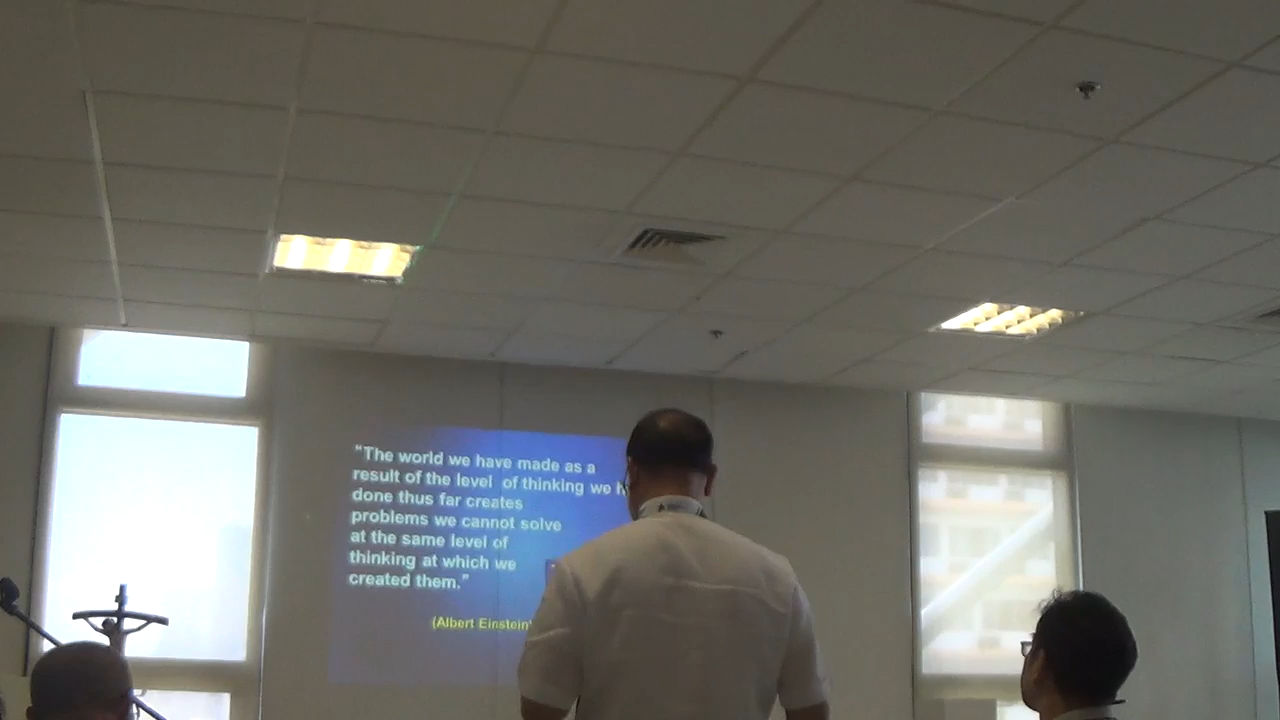 “The world we have made as a
result of the level of thinking we h
done thus far creates
problems we cannot solve
at the same level of
thinking at which we
created them.”
(Albert Einstein